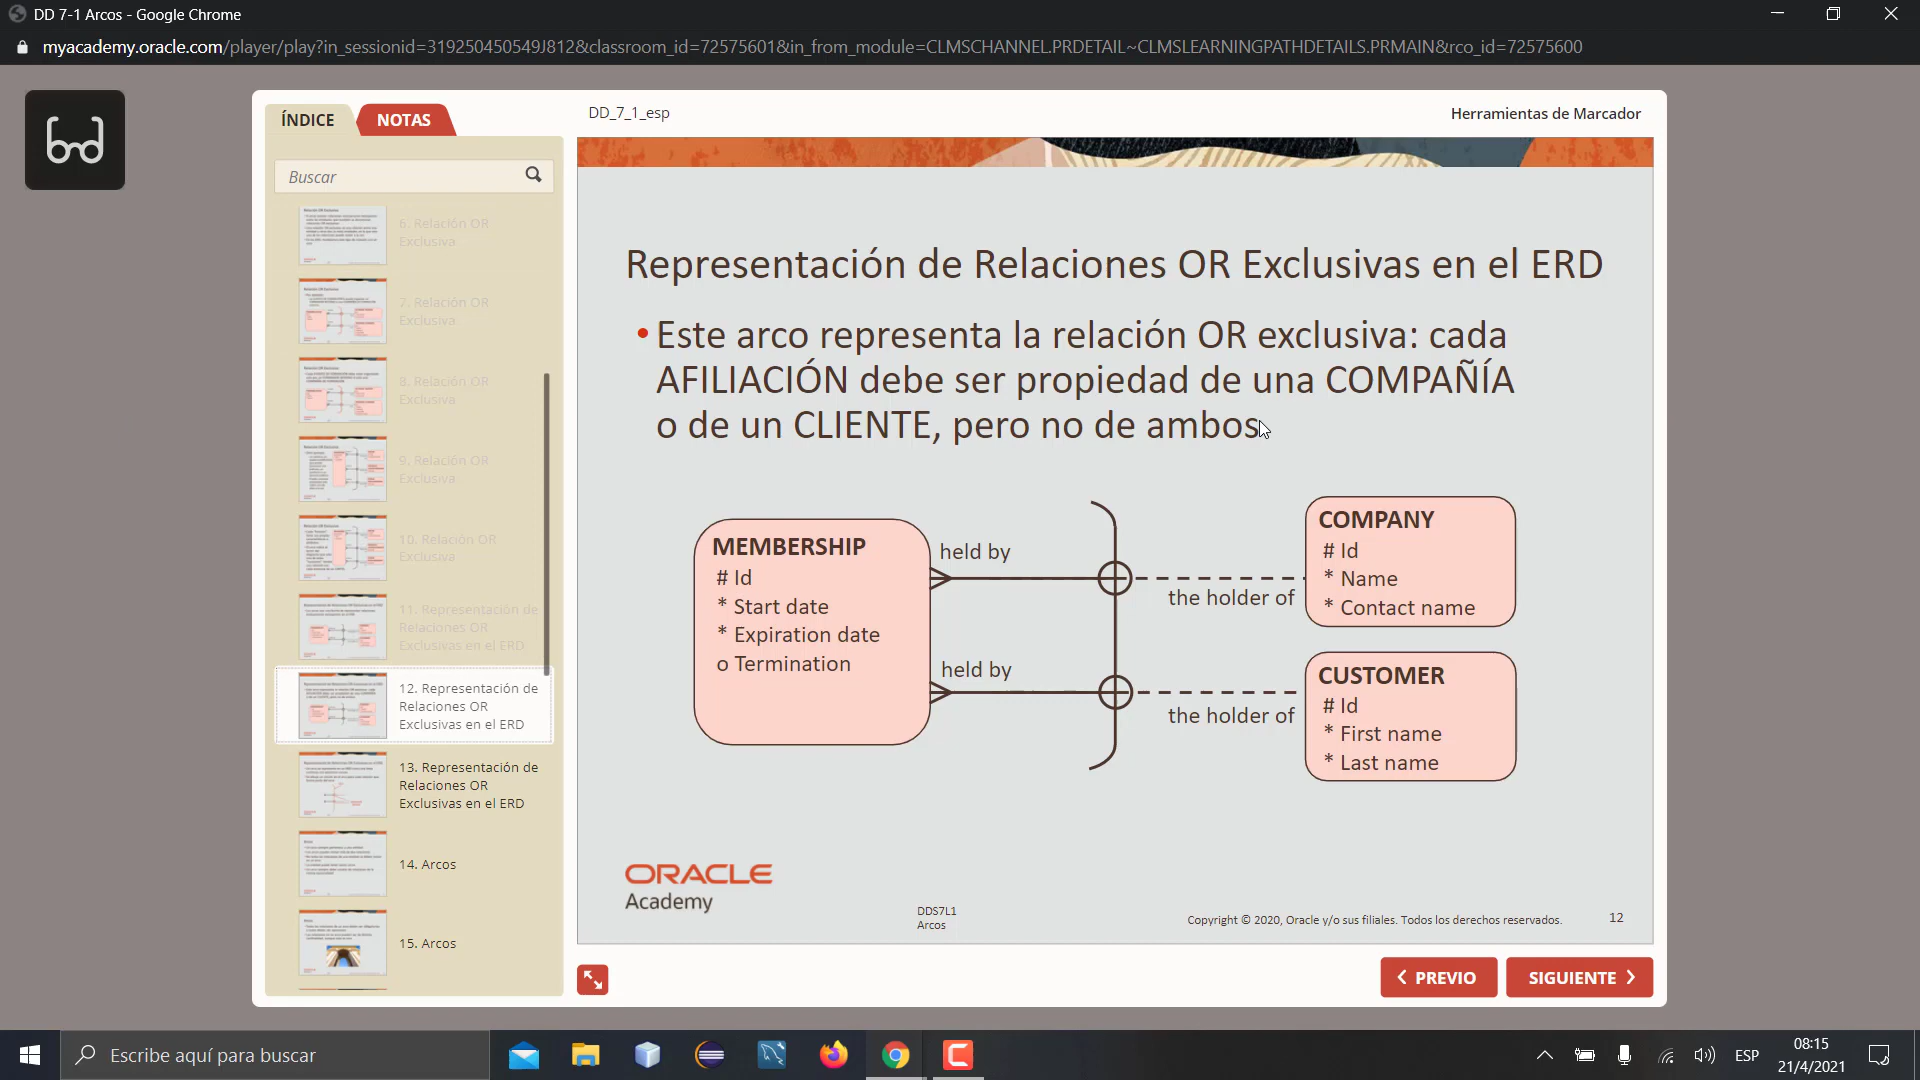 DD 7-1 Arcos - Google Chrome
myacademy.oracle.com/player/play?in_sessionid=319250450549J812&classroom_id=72575601&in_from_module=CLMSCHANNEL.PRDETAIL~CLMSLEARNINGPATHDETAILS.PRMAIN&rco_id=72575600
ÍNDICE
NOTAS
DD_7_1_esp
Herramientas de Marcador
Buscar
6. Relación OR
Exclusiva
7. Relación OR
Exclusiva
8. Relación OR
Exclusiva
9. Relación OR
Exclusiva
10. Relación OR
Exclusiva
11. Representación de
Relaciones OR
Exclusivas en el ERD
12. Representación de
Relaciones OR
Exclusivas en el ERD
13. Representación de
Relaciones OR
Exclusivas en el ERD
14. Arcos
15. Arcos
Representación de Relaciones OR Exclusivas en el ERD
• Este arco representa la relación OR exclusiva: cada
AFILIACIÓN debe ser propiedad de una COMPAÑÍA
o de un CLIENTE, pero no de ambos.
MEMBERSHIP
# Id
* Start date
* Expiration date
o Termination
held by
the holder of
held by
the holder of
COMPANY
# Id
* Name
* Contact name
CUSTOMER
# Id
* First name
* Last name
ORACLE
Academy
DDS7L1
Arcos
Copyright © 2020, Oracle y/o sus filiales. Todos los derechos reservados.
12
PREVIO
SIGUIENTE
Escribe aquí para buscar
ESP
08:15
21/4/2021